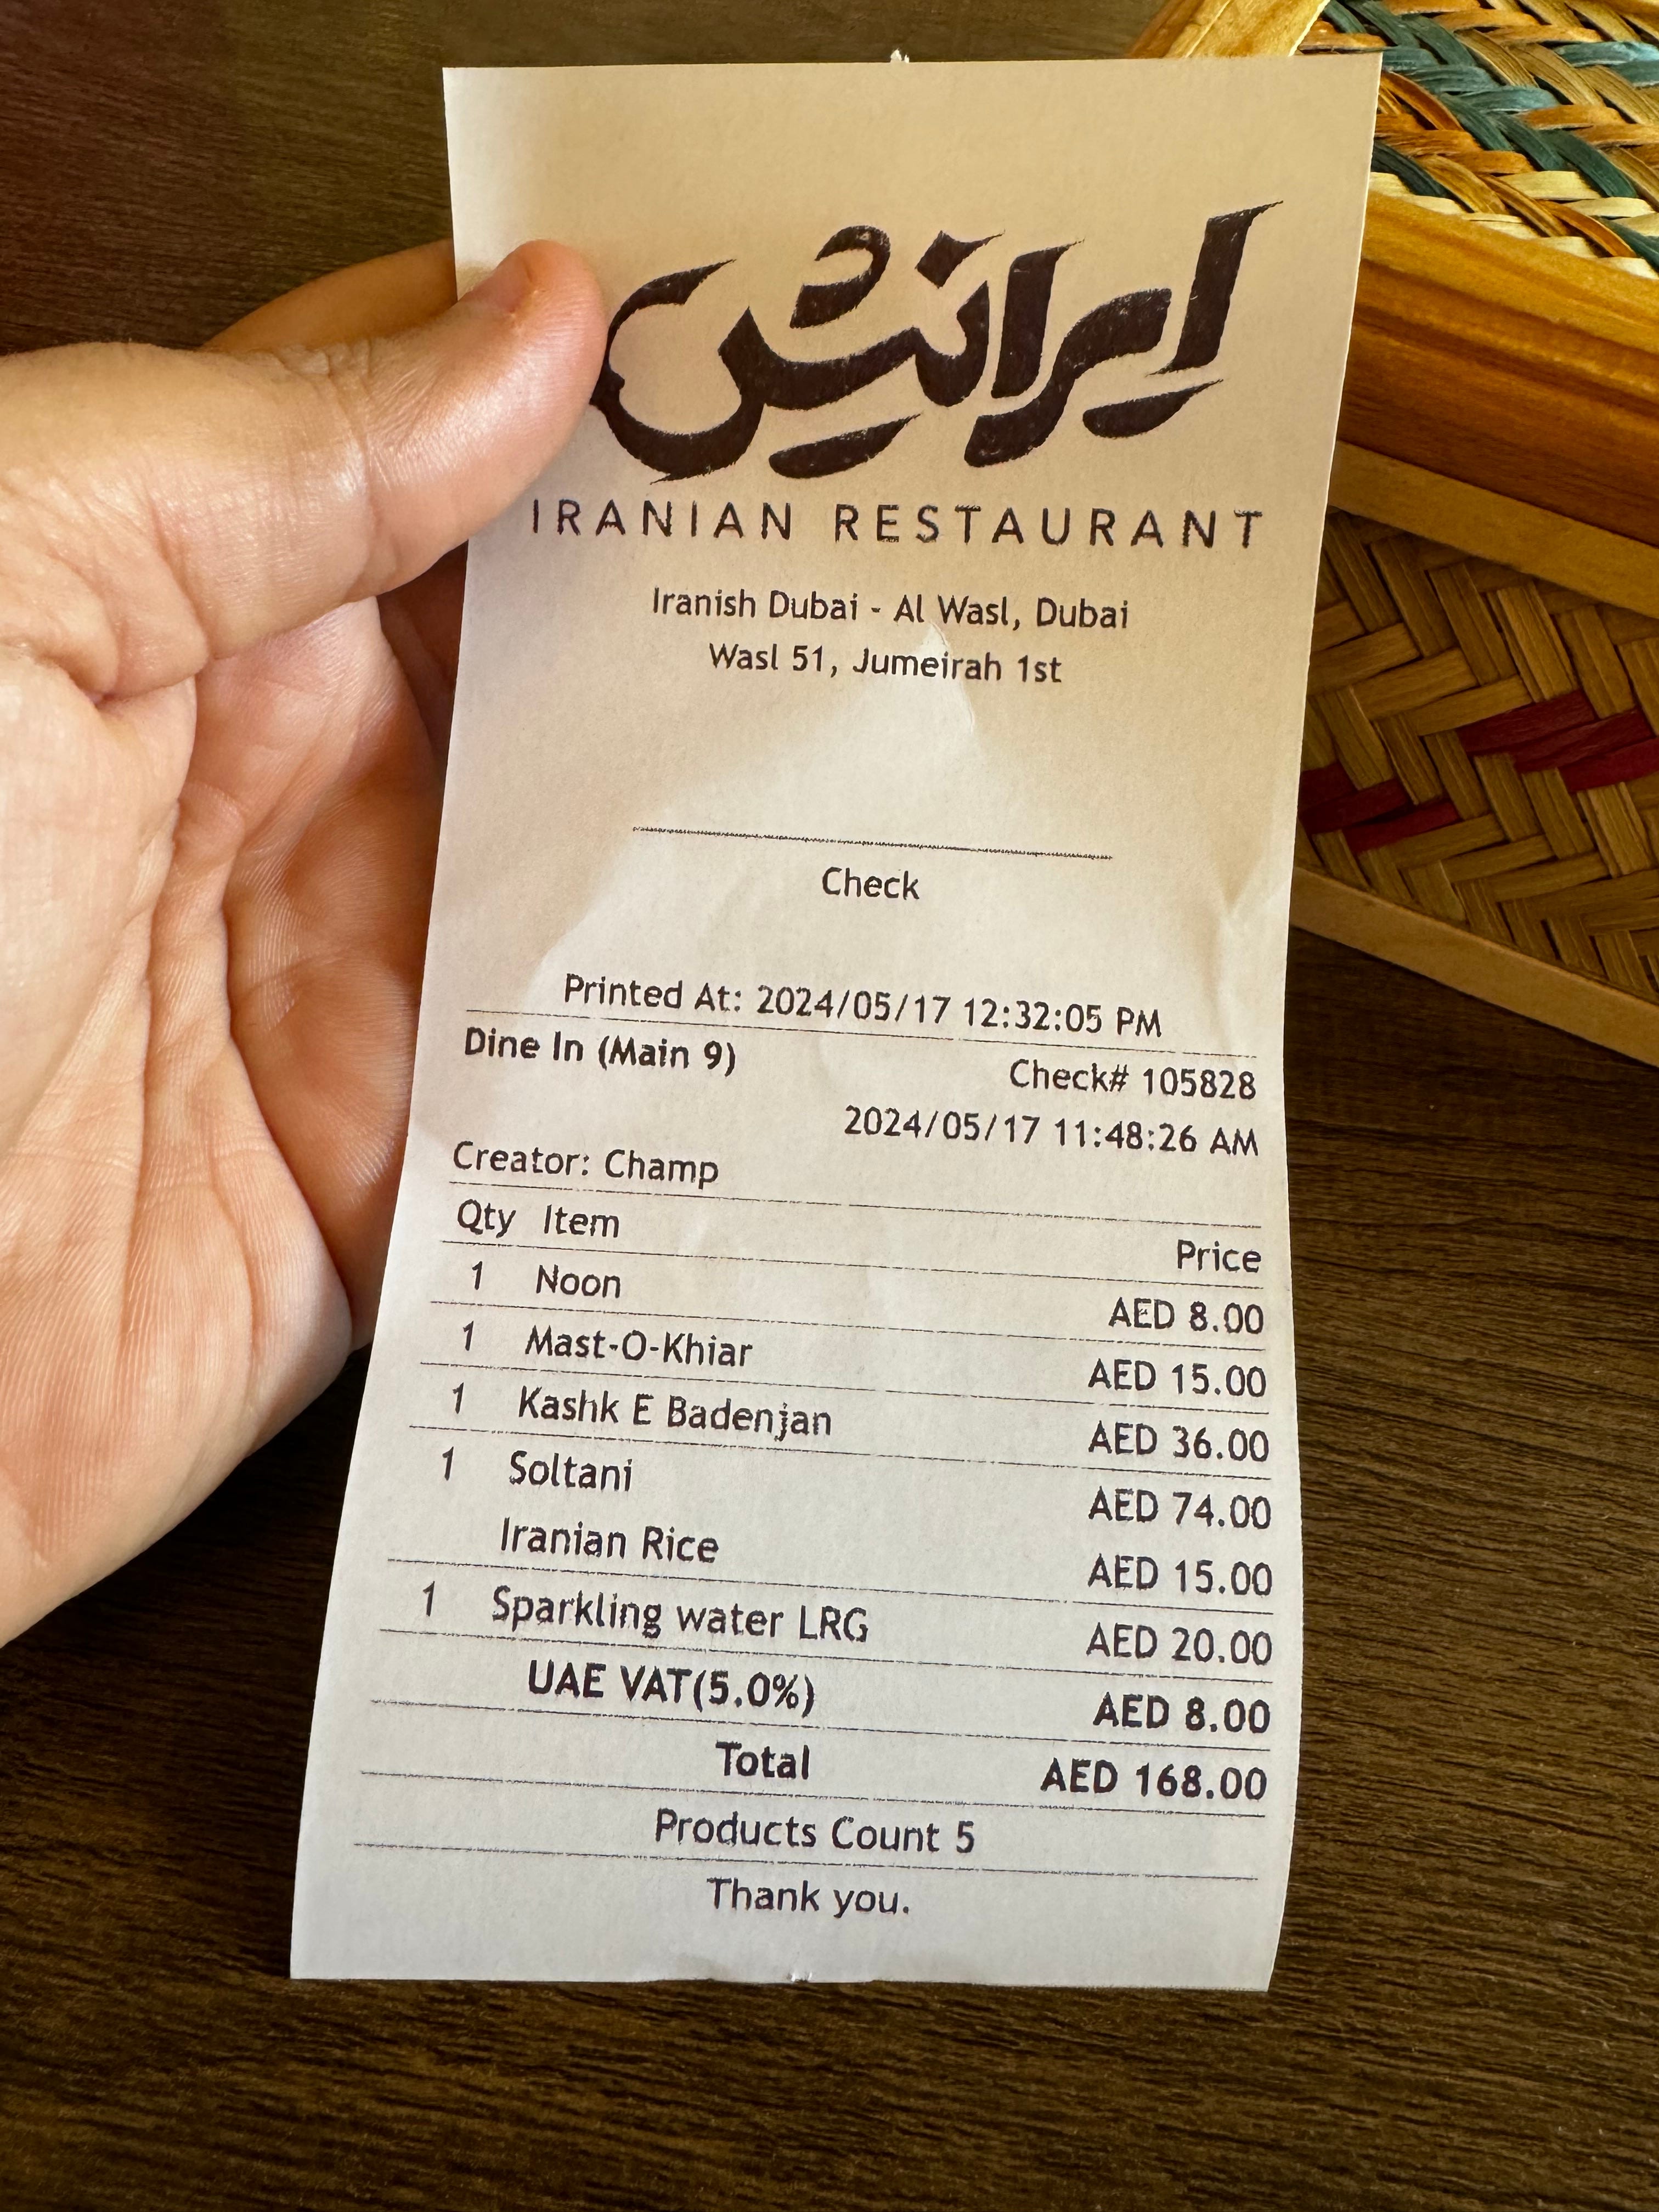 ایرانیش
IRANIAN RESTAURANT
Iranish Dubai - Al Wasl, Dubai
Wasl 51, Jumeirah 1st
Check
Printed At: 2024/05/17 12:32:05 PM
Dine In (Main 9) Check# 105828
2024/05/17 11:48:26 AM
Creator: Champ
Qty Item Price
1 Noon AED 8.00
1 Mast-O-Khiar AED 15.00
1 Kashk E Badenjan AED 36.00
1 Soltani AED 74.00
Iranian Rice AED 15.00
1 Sparkling water LRG AED 20.00
UAE VAT(5.0%) AED 8.00
Total AED 168.00
Products Count 5
Thank you.